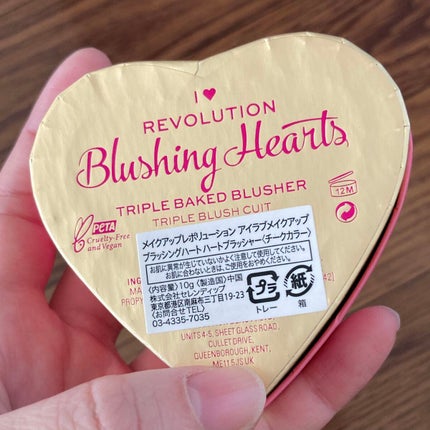 I ♥
REVOLUTION
Blushing Hearts
TRIPLE BAKED BLUSHER
TRIPLE BLUSH CUIT
PETA
Cruelty-Free
and Vegan
12M
メイクアップレボリューション アイラブメイクアップ
ブラッシングハート ハートブラッシャー〈チークカラー〉
お肌に異常が生じていないかよく注意して使用してください。
お肌に合わないときは、ご使用をおやめください。
〈内容量〉10g〈製造国〉中国
株式会社セレンディップ
東京都港区南麻布三丁目19-23
〈お問合せTEL〉
03-4335-7035
プラ
トレー
紙
箱
UNITS 4-5, SHEET GLASS ROAD,
CULLET DRIVE,
QUEENBOROUGH, KENT,
ME11 5JS UK